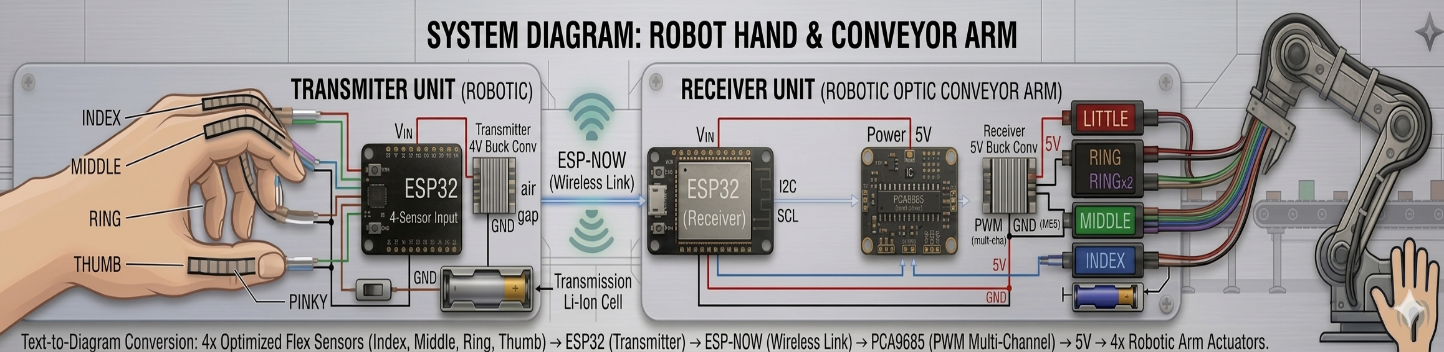 SYSTEM DIAGRAM: ROBOT HAND & CONVEYOR ARM
TRANSMITER UNIT (ROBOTIC)
INDEX
MIDDLE
RING
THUMB
PINKY
VIN
Transmitter
4V Buck Conv
ESP32
4-Sensor Input
air
gap
GND
GND
ESP-NOW
(Wireless Link)
Transmission
Li-Ion Cell
RECEIVER UNIT (ROBOTIC OPTIC CONVEYOR ARM)
VIN
ESP32
(Receiver)
I2C
SCL
Power 5V
IC
PCA8685
Receiver
5V Buck Conv
5V
PWM
(mult-cha)
GND (ME5)
5V
GND
LITTLE
RING
RINGx2
MIDDLE
INDEX
Text-to-Diagram Conversion: 4x Optimized Flex Sensors (Index, Middle, Ring, Thumb) → ESP32 (Transmitter) → ESP-NOW (Wireless Link) → PCA9685 (PWM Multi-Channel) → 5V → 4x Robotic Arm Actuators.